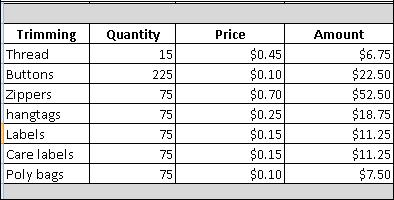 Trimming Quantity Price Amount
Thread 15 $0.45 $6.75
Buttons 225 $0.10 $22.50
Zippers 75 $0.70 $52.50
hangtags 75 $0.25 $18.75
Labels 75 $0.15 $11.25
Care labels 75 $0.15 $11.25
Poly bags 75 $0.10 $7.50